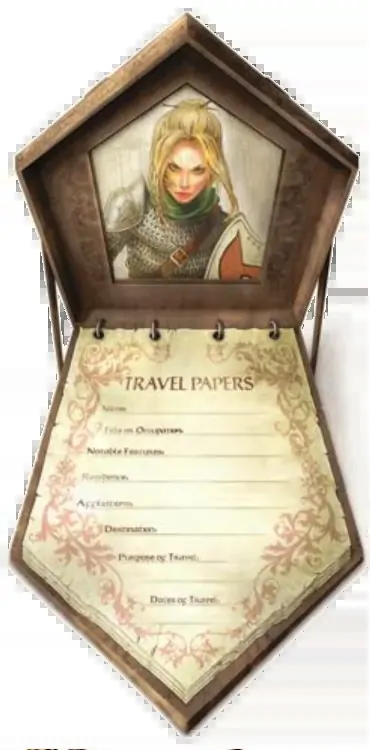 TRAVEL PAPERS
Name:
Title or Occupation:
Notable Features:
Residence:
Affiliations:
Destination:
Purpose of Travel:
Dates of Travel: